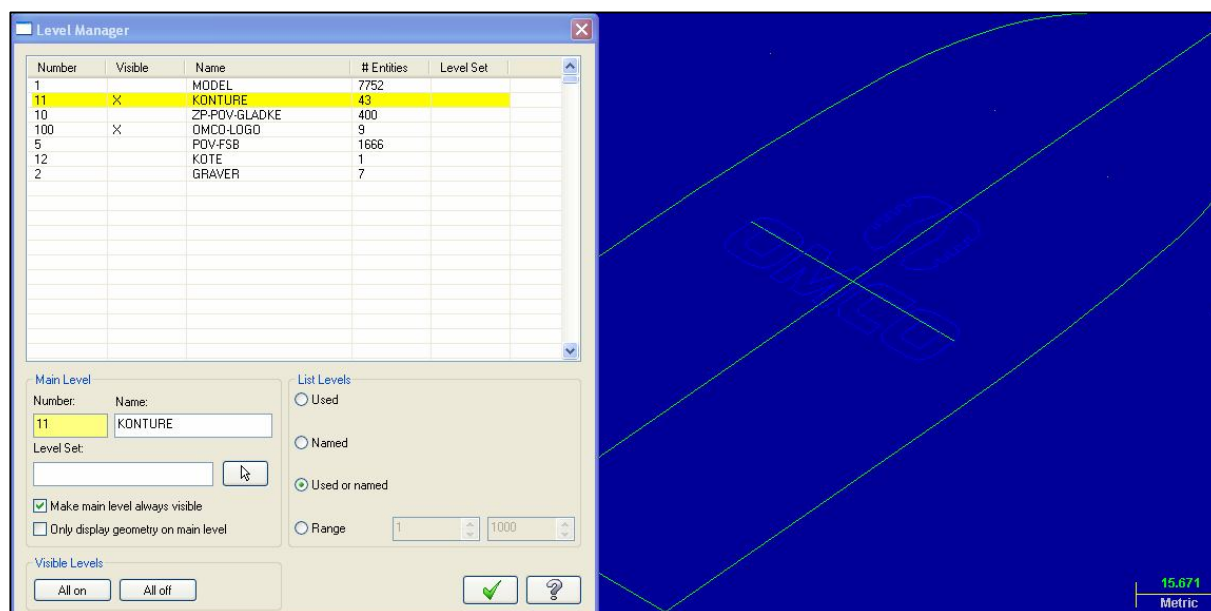 Level Manager
Number Visible Name # Entities Level Set
1 MODEL 7752
11 X KONTURE 43
10 ZP-POV-GLADKE 400
100 X OMCO-LOGO 9
5 POV-FSB 1666
12 KOTE 1
2 GRAVER 7
Main Level
Number: Name:
11 KONTURE
Level Set:
Make main level always visible
Only display geometry on main level
List Levels
Used
Named
Used or named
Range 1 1000
Visible Levels
All on All off
OMCO
15.671
Metric